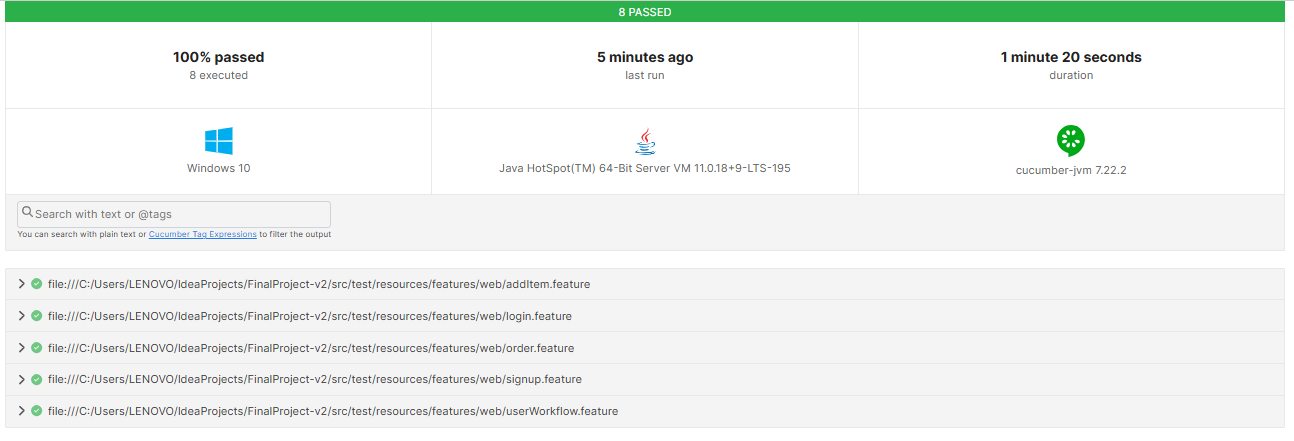 8 PASSED
100% passed
8 executed
5 minutes ago
last run
1 minute 20 seconds
duration
Windows 10
Java HotSpot(TM) 64-Bit Server VM 11.0.18+9-LTS-195
cucumber-jvm 7.22.2
Search with text or @tags
You can search with plain text or Cucumber Tag Expressions to filter the output
file:///C:/Users/LENOVO/IdeaProjects/FinalProject-v2/src/test/resources/features/web/addItem.feature
file:///C:/Users/LENOVO/IdeaProjects/FinalProject-v2/src/test/resources/features/web/login.feature
file:///C:/Users/LENOVO/IdeaProjects/FinalProject-v2/src/test/resources/features/web/order.feature
file:///C:/Users/LENOVO/IdeaProjects/FinalProject-v2/src/test/resources/features/web/signup.feature
file:///C:/Users/LENOVO/IdeaProjects/FinalProject-v2/src/test/resources/features/web/userWorkflow.feature